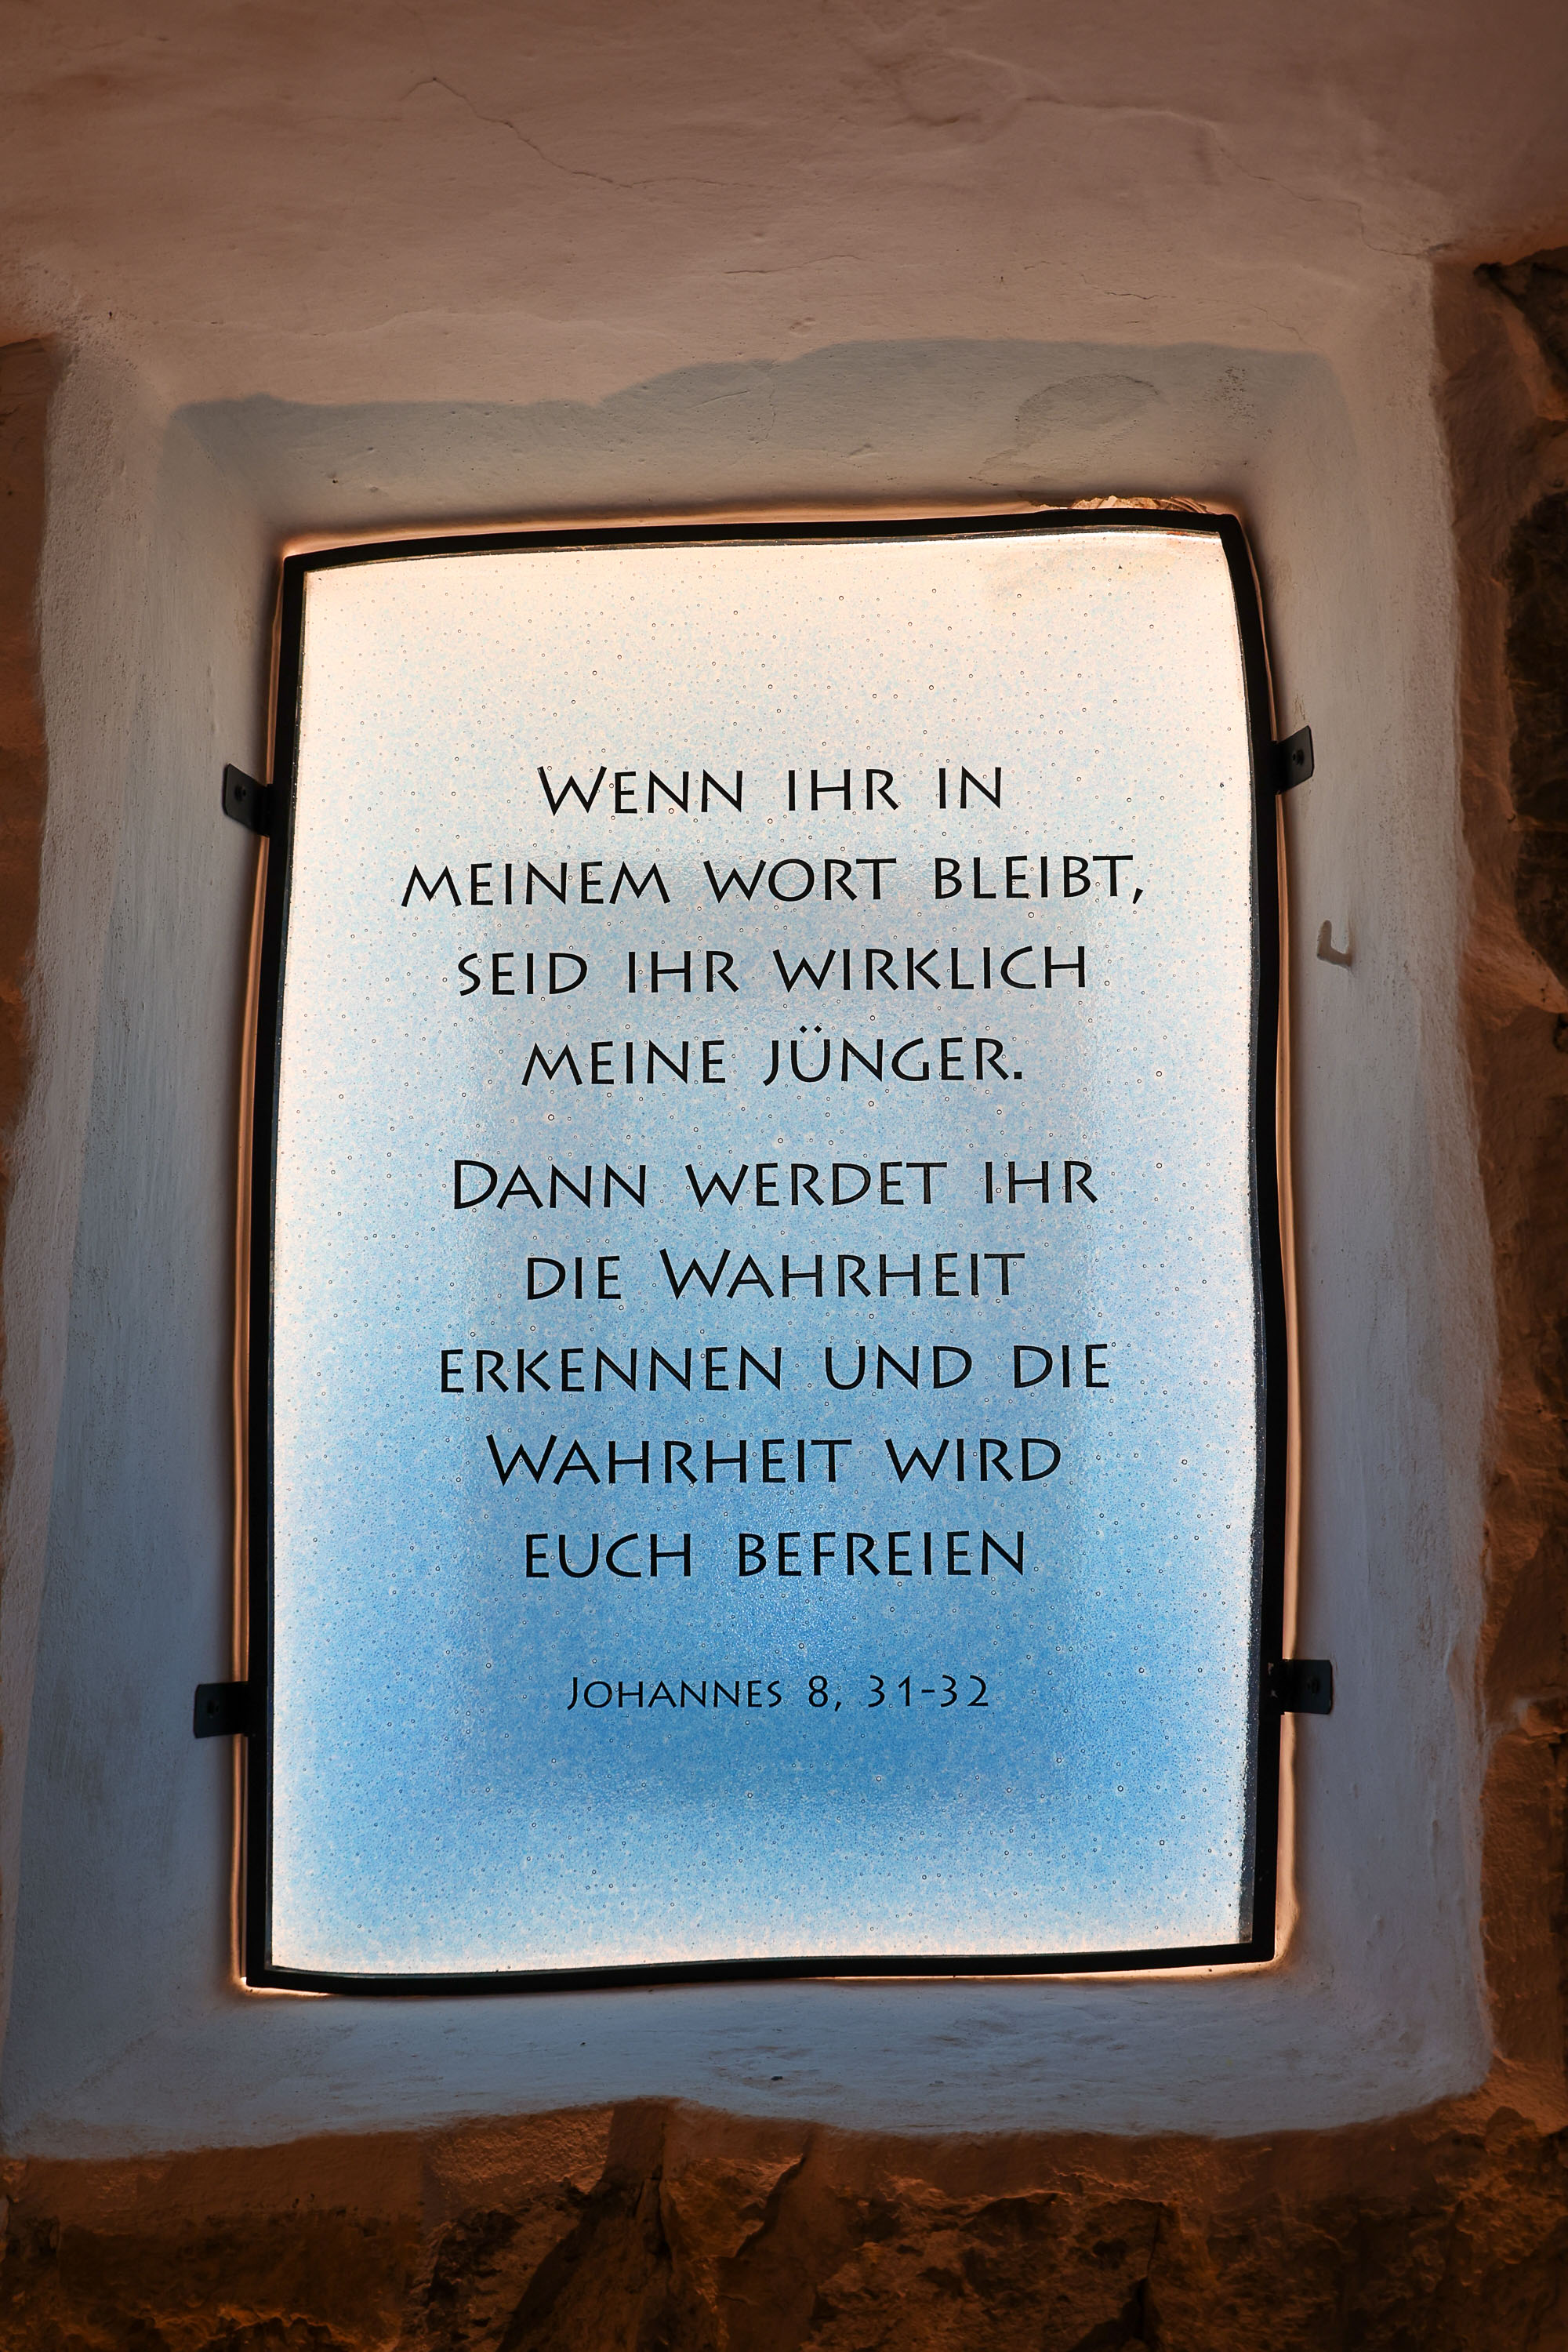 Wenn ihr in
meinem Wort bleibt,
seid ihr wirklich
meine Jünger.
Dann werdet ihr
die Wahrheit
erkennen und die
Wahrheit wird
euch befreien
Johannes 8, 31-32